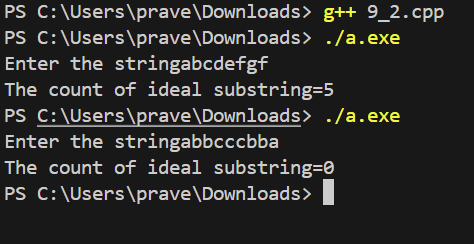 PS C:\Users\prave\Downloads> g++ 9_2.cpp
PS C:\Users\prave\Downloads> ./a.exe
Enter the stringabcdefgf
The count of ideal substring=5
PS C:\Users\prave\Downloads> ./a.exe
Enter the stringabbcccbba
The count of ideal substring=0
PS C:\Users\prave\Downloads>